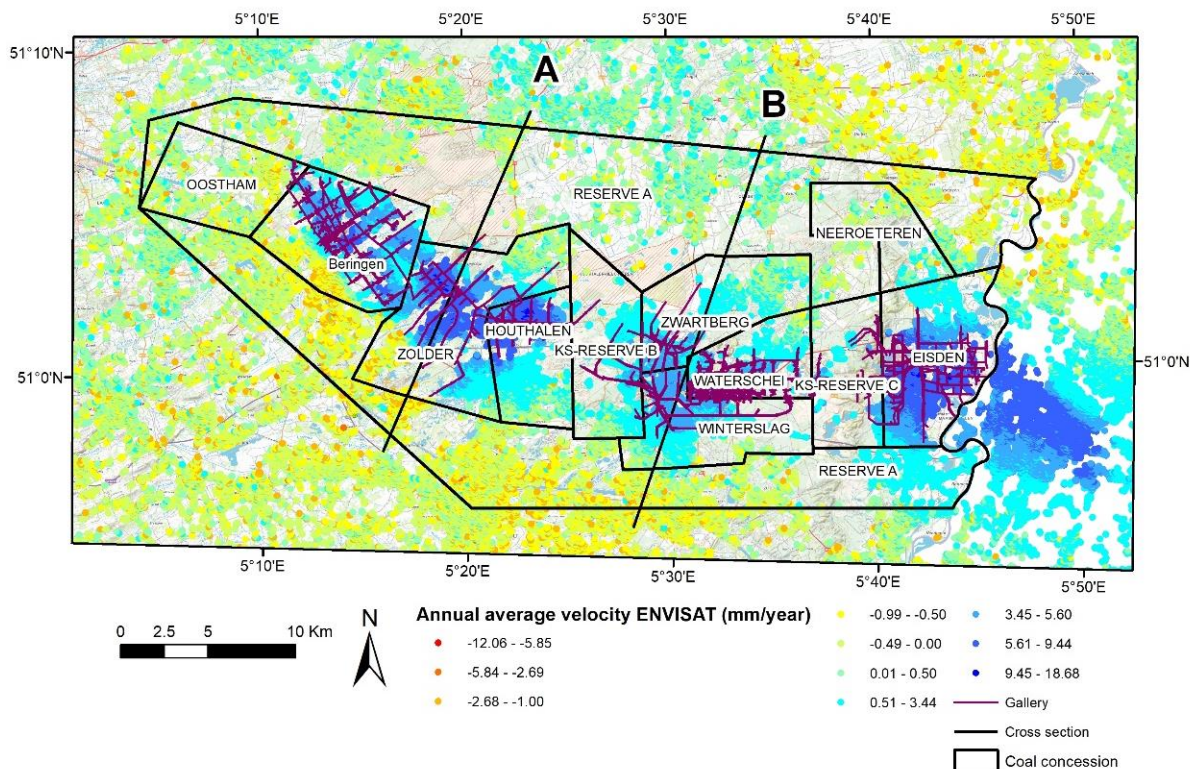 5°10'E 5°20'E 5°30'E 5°40'E 5°50'E
51°10'N
51°10'N
A
B
OOSTHAM
RESERVE A
NEEROETEREN
Beringen
ZWARTBERG
HOUTHALEN
KS-RESERVE B
ZOLDER
EISDEN
51°0'N
51°0'N
WATERSCHEI
KS-RESERVE C
WINTERSLAG
RESERVE A
5°10'E 5°20'E 5°30'E 5°40'E 5°50'E
0 2.5 5 10 Km
N
Annual average velocity ENVISAT (mm/year)
-12.06 - -5.85
-5.84 - -2.69
-2.68 - -1.00
-0.99 - -0.50
-0.49 - 0.00
0.01 - 0.50
0.51 - 3.44
3.45 - 5.60
5.61 - 9.44
9.45 - 18.68
Gallery
Cross section
Coal concession